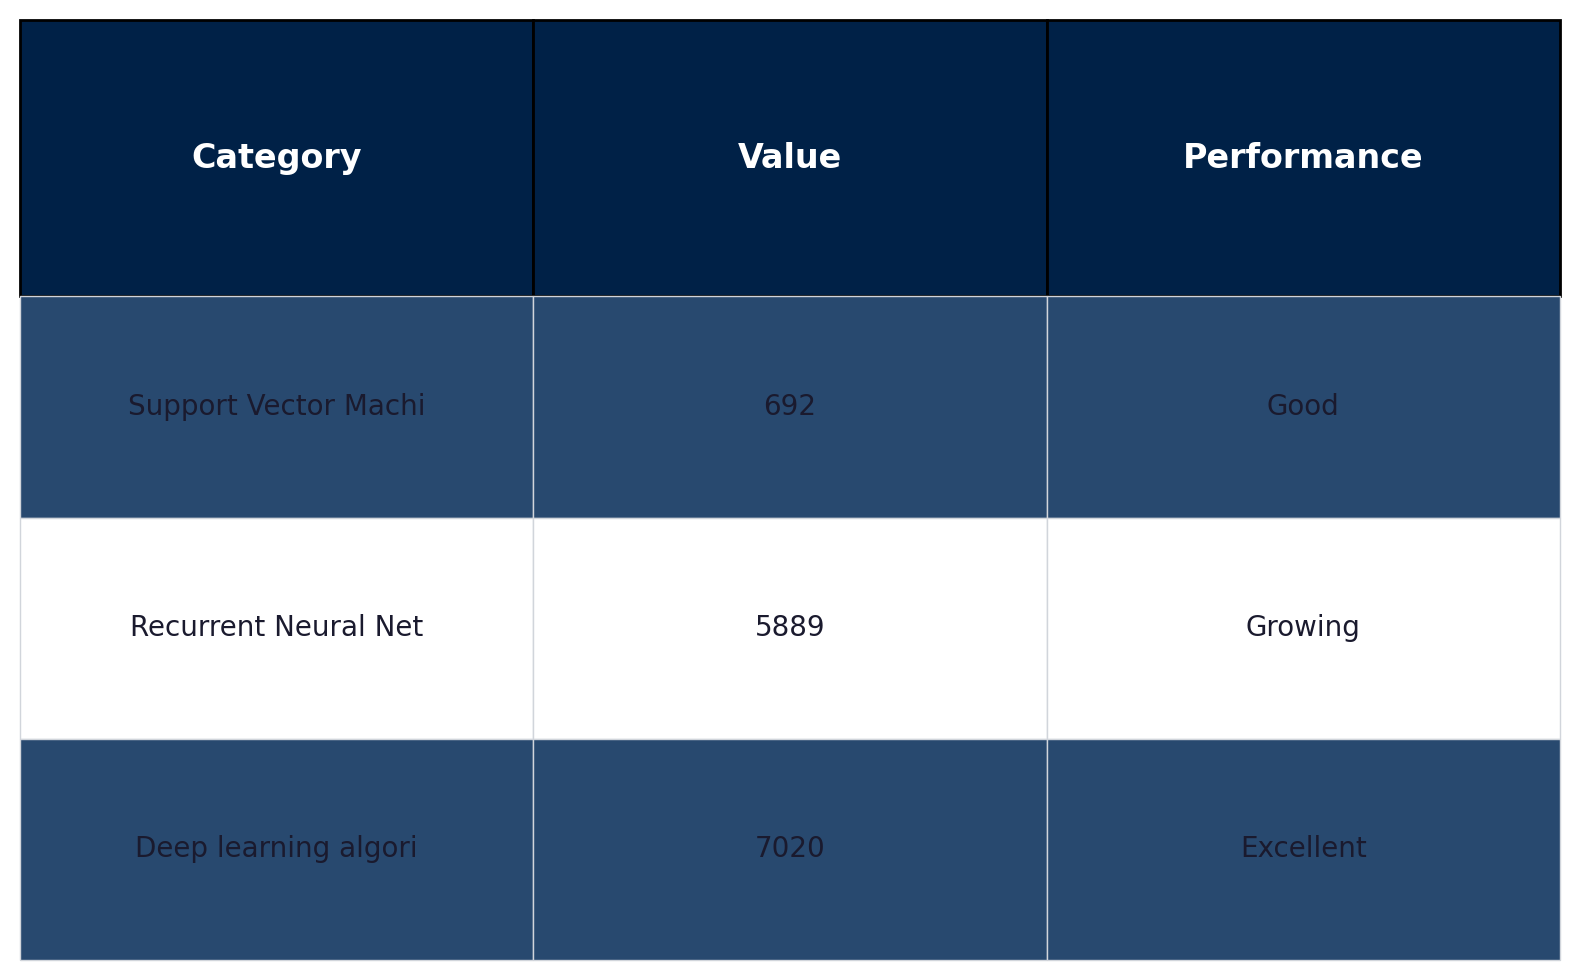 Category Value Performance
Support Vector Machi 692 Good
Recurrent Neural Net 5889 Growing
Deep learning algori 7020 Excellent